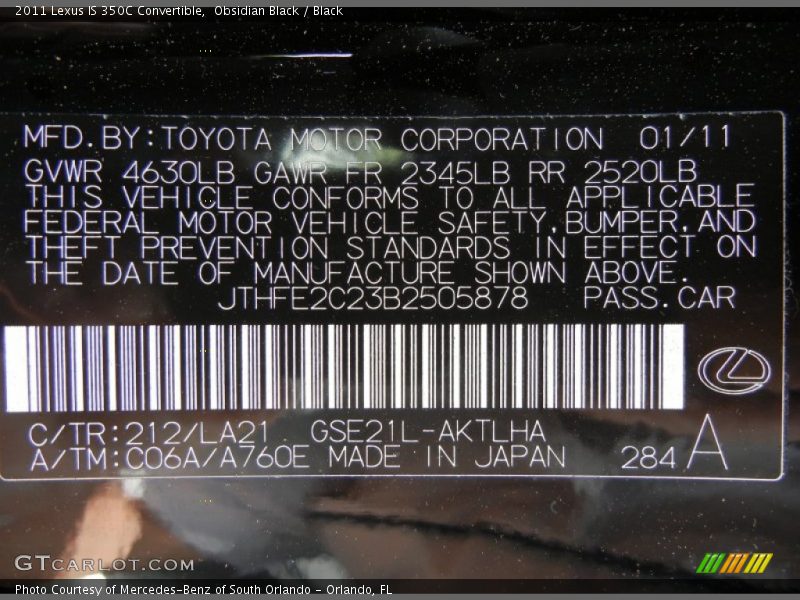 2011 Lexus IS 350C Convertible,  Obsidian Black / Black
MFD.BY:TOYOTA MOTOR CORPORATION 01/11
GVWR 4630LB GAWR FR 2345LB RR 2520LB
THIS VEHICLE CONFORMS TO ALL APPLICABLE
FEDERAL MOTOR VEHICLE SAFETY,BUMPER,AND
THEFT PREVENTION STANDARDS IN EFFECT ON
THE DATE OF MANUFACTURE SHOWN ABOVE.
JTHFE2C23B2505878 PASS.CAR
C/TR:212/LA21 GSE21L-AKTLHA
A/TM:C06A/A760E MADE IN JAPAN 284 A
GTCARLOT.COM
Photo Courtesy of Mercedes-Benz of South Orlando - Orlando, FL